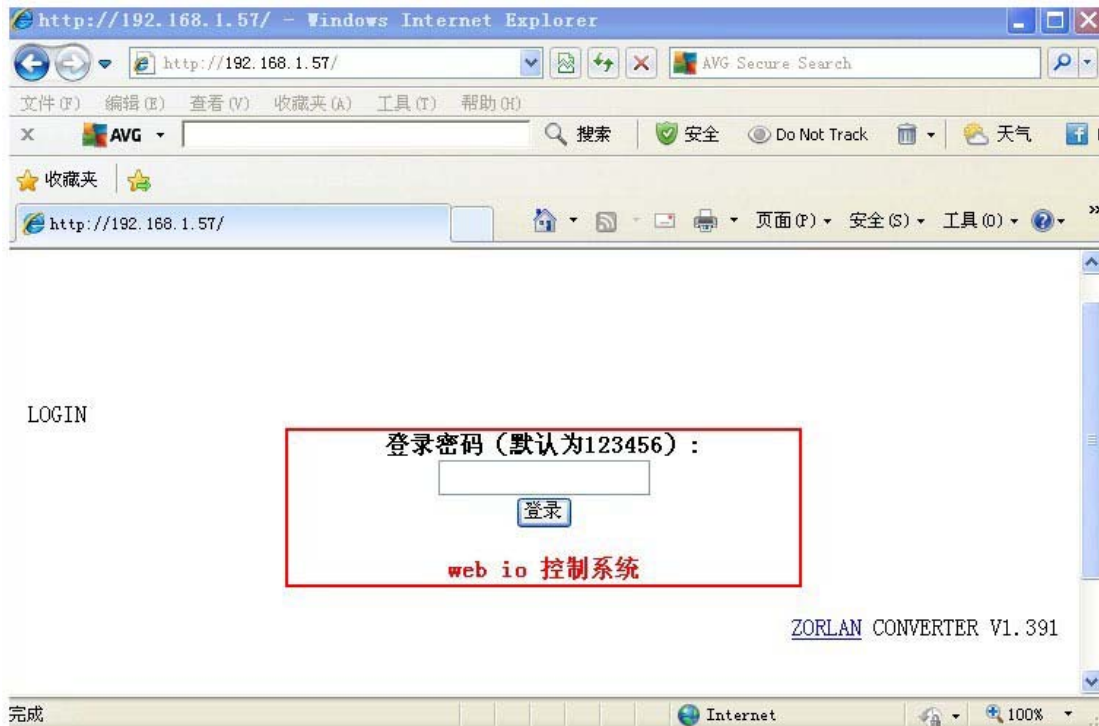 http://192.168.1.57/ - Windows Internet Explorer
http://192.168.1.57/ AVG Secure Search
文件(F) 编辑(E) 查看(V) 收藏夹(A) 工具(T) 帮助(H)
X AVG 搜索 安全 Do Not Track 天气
收藏夹
http://192.168.1.57/ 页面(P) 安全(S) 工具(O) »
LOGIN
登录密码（默认为123456）:
登录
web io 控制系统
ZORLAN CONVERTER V1.391
完成 Internet 100%